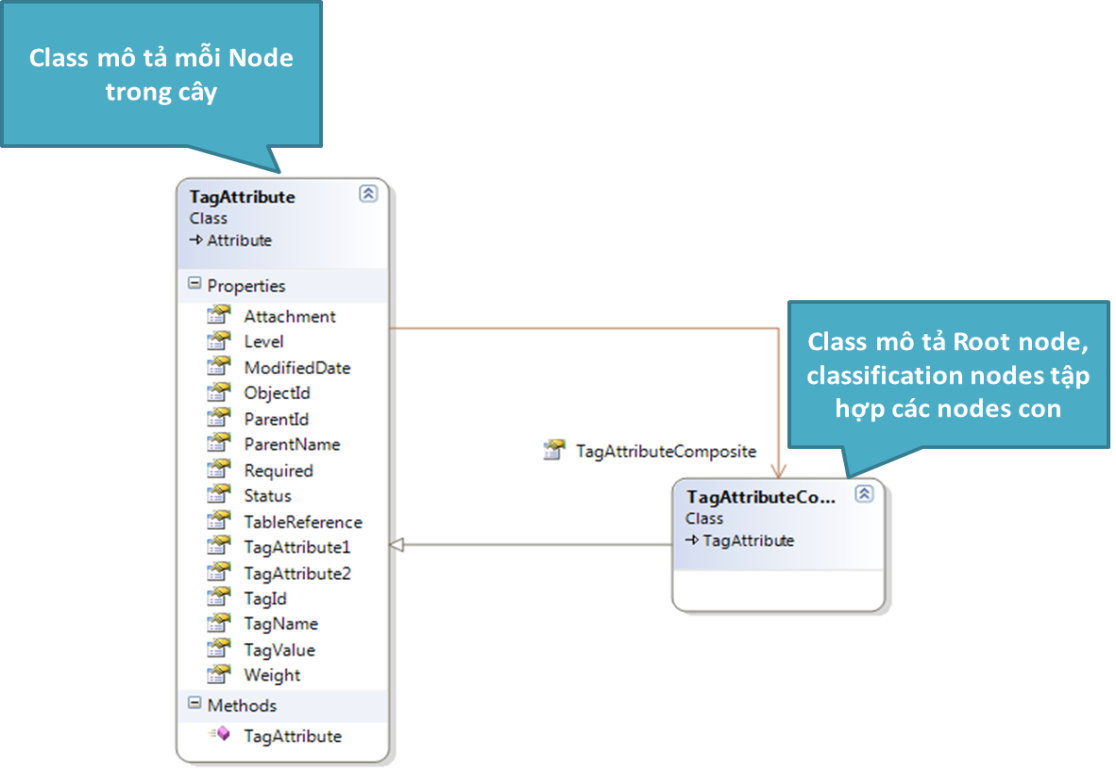 Class mô tả mỗi Node
trong cây
TagAttribute
Class
Attribute
Properties
Attachment
Level
ModifiedDate
ObjectId
ParentId
ParentName
Required
Status
TableReference
TagAttribute1
TagAttribute2
TagId
TagName
TagValue
Weight
Methods
TagAttribute
TagAttributeComposite
Class mô tả Root node,
classification nodes tập
hợp các nodes con
TagAttributeCo...
Class
TagAttribute